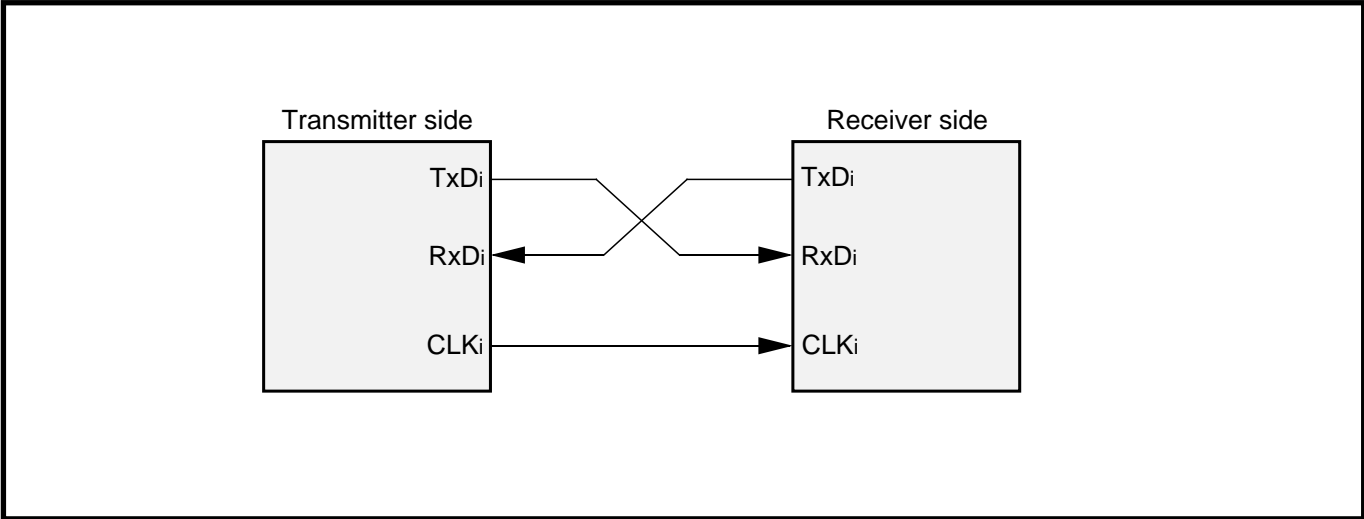 Transmitter side
Receiver side
TxDi
TxDi
RxDi
RxDi
CLKi
CLKi